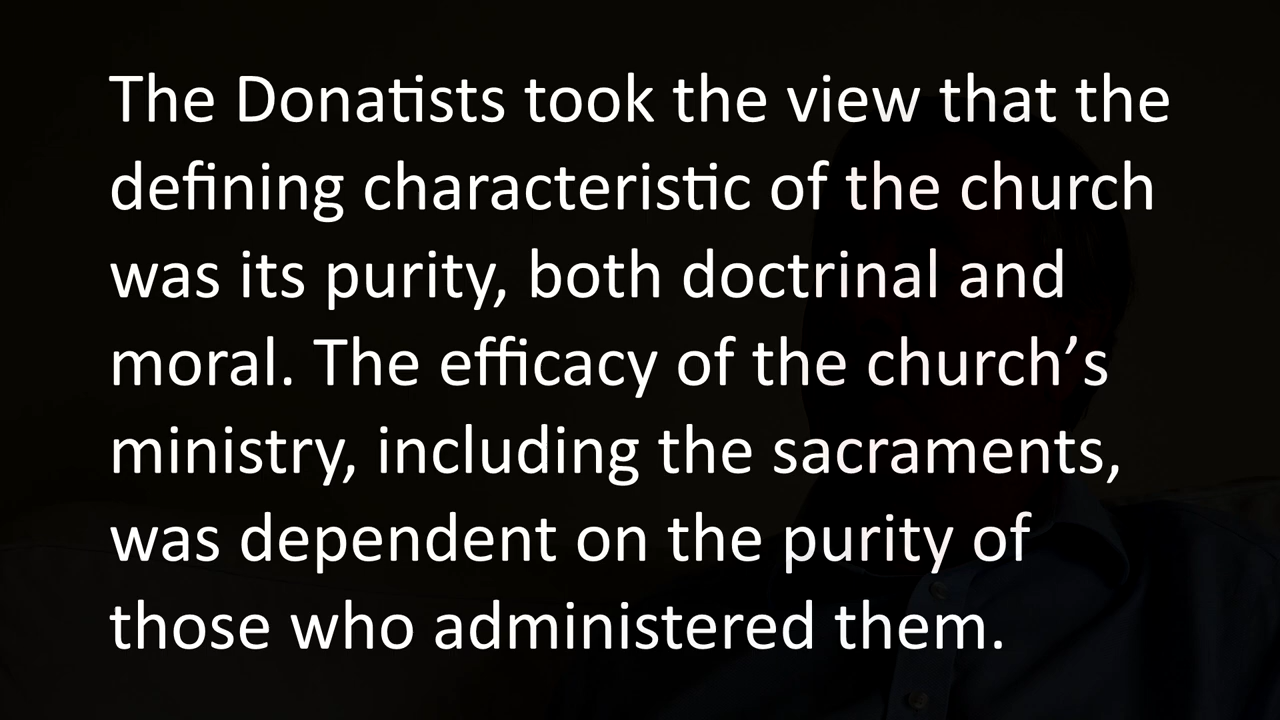 The Donatists took the view that the
defining characteristic of the church
was its purity, both doctrinal and
moral. The efficacy of the church’s
ministry, including the sacraments,
was dependent on the purity of
those who administered them.